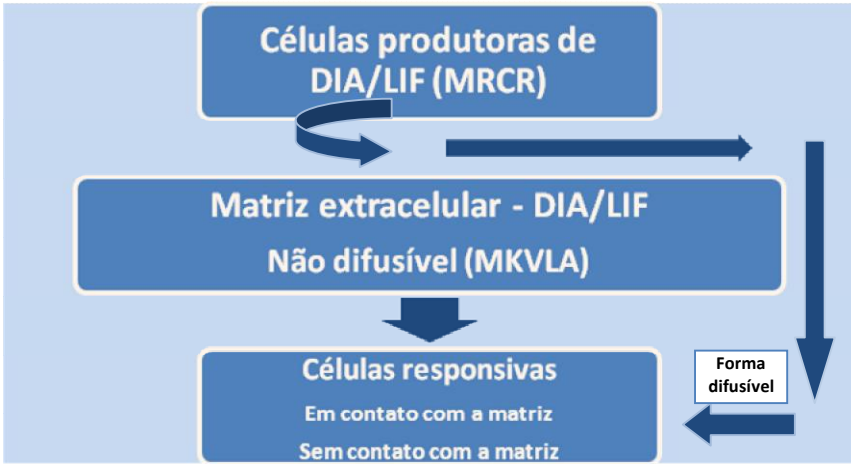 Células produtoras de
DIA/LIF (MRCR)
Matriz extracelular - DIA/LIF
Não difusível (MKVLA)
Células responsivas
Em contato com a matriz
Sem contato com a matriz
Forma
difusível